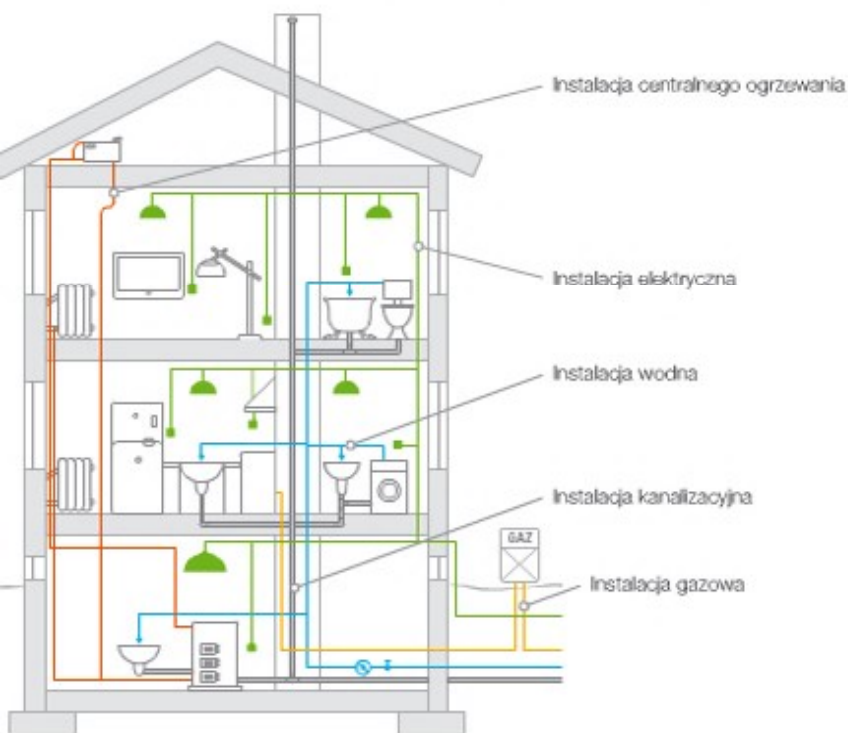 Instalacja centralnego ogrzewania
Instalacja elektryczna
Instalacja wodna
Instalacja kanalizacyjna
GAZ
Instalacja gazowa